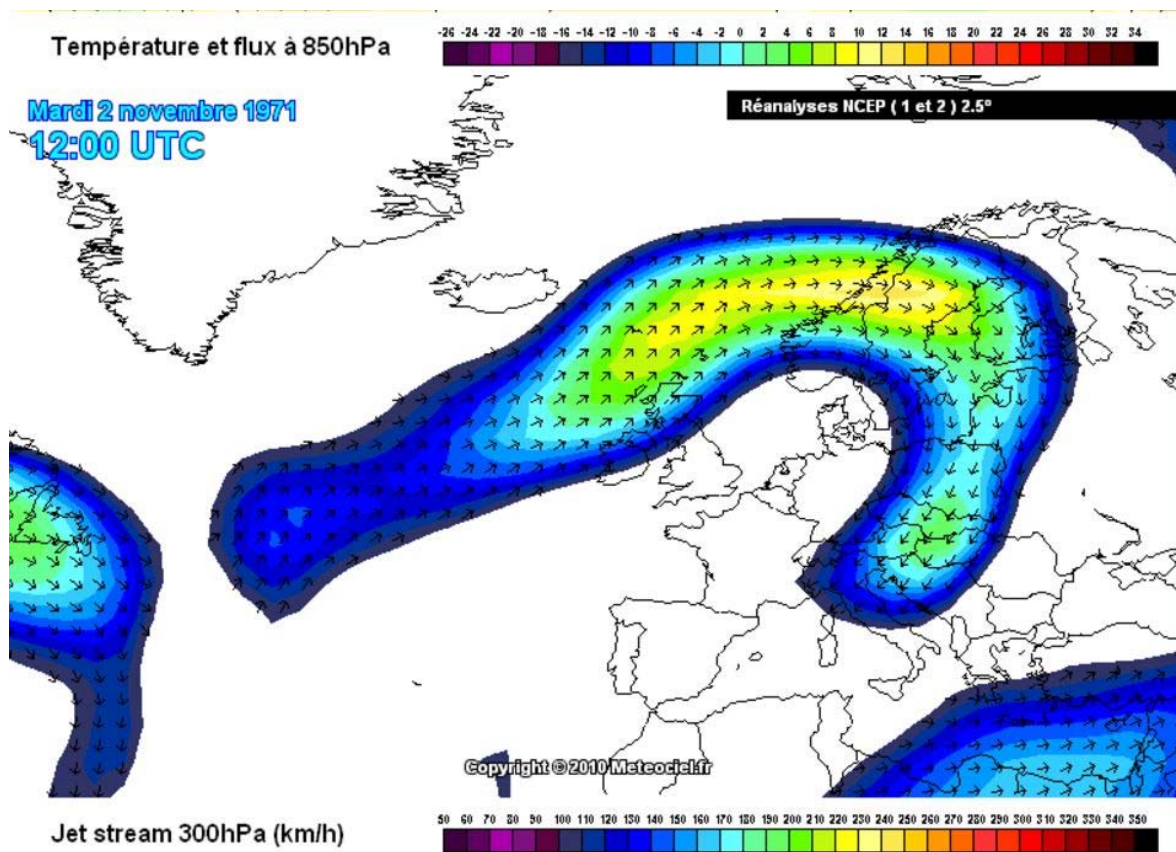 Température et flux à 850hPa
-26 -24 -22 -20 -18 -16 -14 -12 -10 -8 -6 -4 -2 0 2 4 6 8 10 12 14 16 18 20 22 24 26 28 30 32 34
Mardi 2 novembre 1971
12:00 UTC
Réanalyses NCEP ( 1 et 2 ) 2.5°
Copyright © 2010 Meteociel.fr
Jet stream 300hPa (km/h)
50 60 70 80 90 100 110 120 130 140 150 160 170 180 190 200 210 220 230 240 250 260 270 280 290 300 310 320 330 340 350